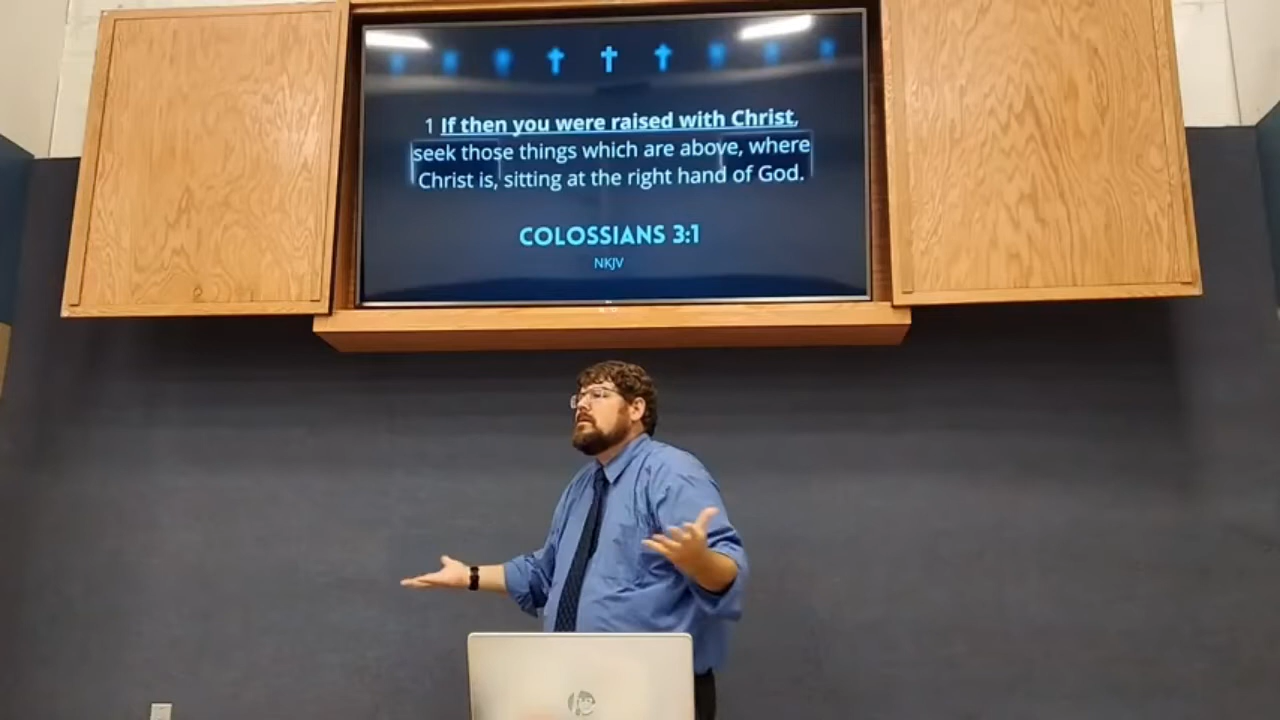 1 If then you were raised with Christ,
seek those things which are above, where
Christ is, sitting at the right hand of God.
COLOSSIANS 3:1
NKJV